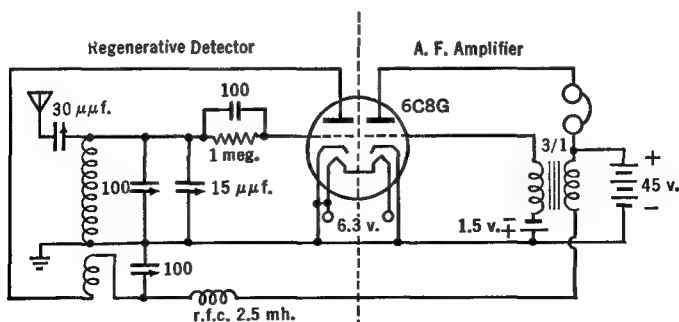 Regenerative Detector
A. F. Amplifier
30 μμf.
100
6C8G
1 meg.
3/1
100
15 μμf.
+
45 v.
−
6.3 v.
1.5 v.
−
+
100
r.f.c. 2.5 mh.